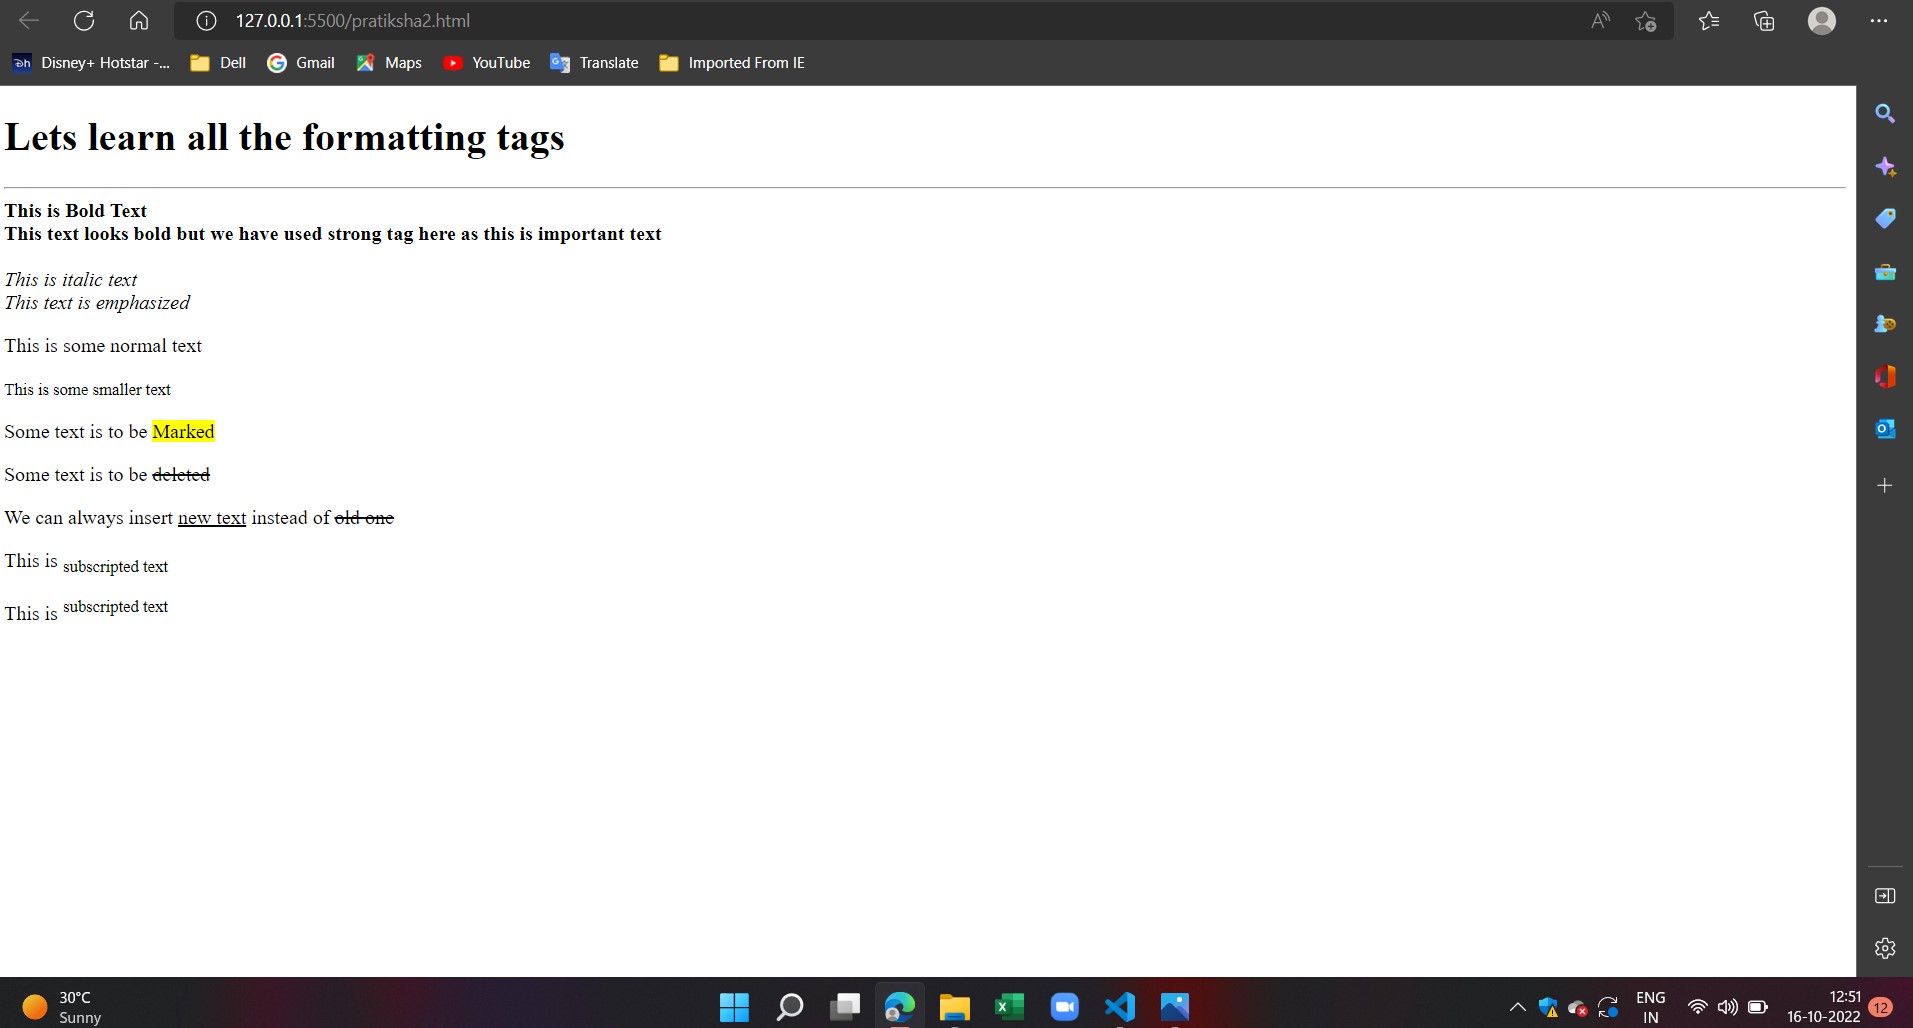 127.0.0.1:5500/pratiksha2.html
Disney+ Hotstar -... Dell Gmail Maps YouTube Translate Imported From IE
Lets learn all the formatting tags
This is Bold Text
This text looks bold but we have used strong tag here as this is important text
This is italic text
This text is emphasized
This is some normal text
This is some smaller text
Some text is to be Marked
Some text is to be deleted
We can always insert new text instead of old one
This is subscripted text
This is subscripted text
30°C
Sunny
ENG
IN
12:51
16-10-2022
12